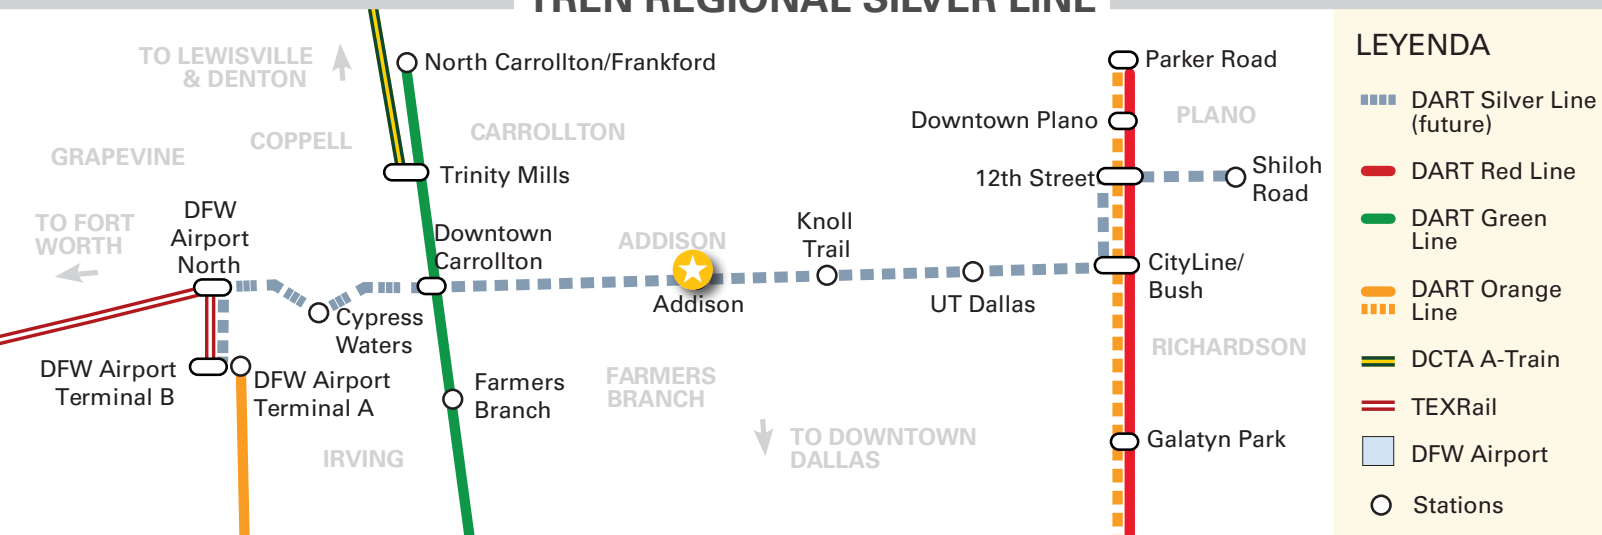 TREN REGIONAL SILVER LINE
TO LEWISVILLE
& DENTON
North Carrollton/Frankford
COPPELL
CARROLLTON
GRAPEVINE
Trinity Mills
TO FORT
WORTH
DFW
Airport
North
Downtown
Carrollton
Cypress
Waters
DFW Airport
Terminal B
DFW Airport
Terminal A
IRVING
Farmers
Branch
ADDISON
Addison
FARMERS
BRANCH
Knoll
Trail
UT Dallas
TO DOWNTOWN
DALLAS
Parker Road
Downtown Plano
PLANO
12th Street
Shiloh
Road
CityLine/
Bush
RICHARDSON
Galatyn Park
LEYENDA
DART Silver Line
(future)
DART Red Line
DART Green
Line
DART Orange
Line
DCTA A-Train
TEXRail
DFW Airport
Stations